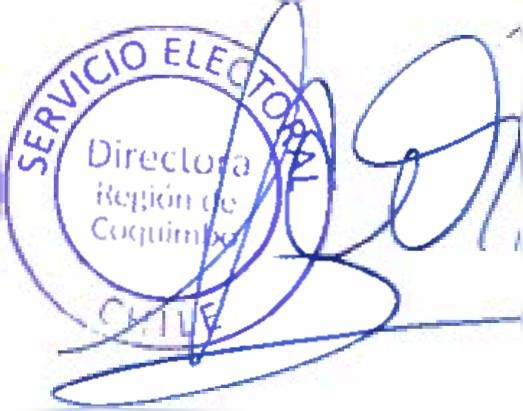 SERVICIO ELECTORAL
Directora
Región de
Coquimbo
CHILE